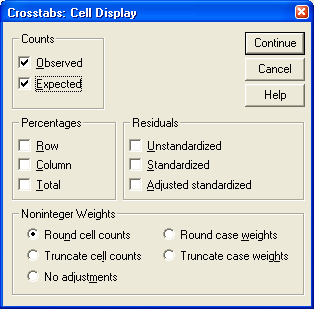 Crosstabs: Cell Display
Counts
Observed
Expected
Continue
Cancel
Help
Percentages
Row
Column
Total
Residuals
Unstandardized
Standardized
Adjusted standardized
Noninteger Weights
Round cell counts
Round case weights
Truncate cell counts
Truncate case weights
No adjustments